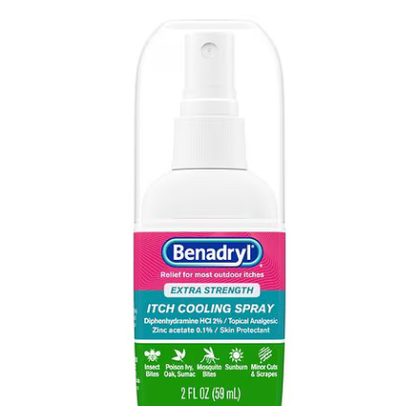 Benadryl
Relief for most outdoor itches
EXTRA STRENGTH
ITCH COOLING SPRAY
Diphenhydramine HCl 2% / Topical Analgesic
Zinc acetate 0.1% / Skin Protectant
Insect Bites
Poison Ivy, Oak, Sumac
Mosquito Bites
Sunburn
Minor Cuts & Scrapes
2 FL OZ (59 mL)